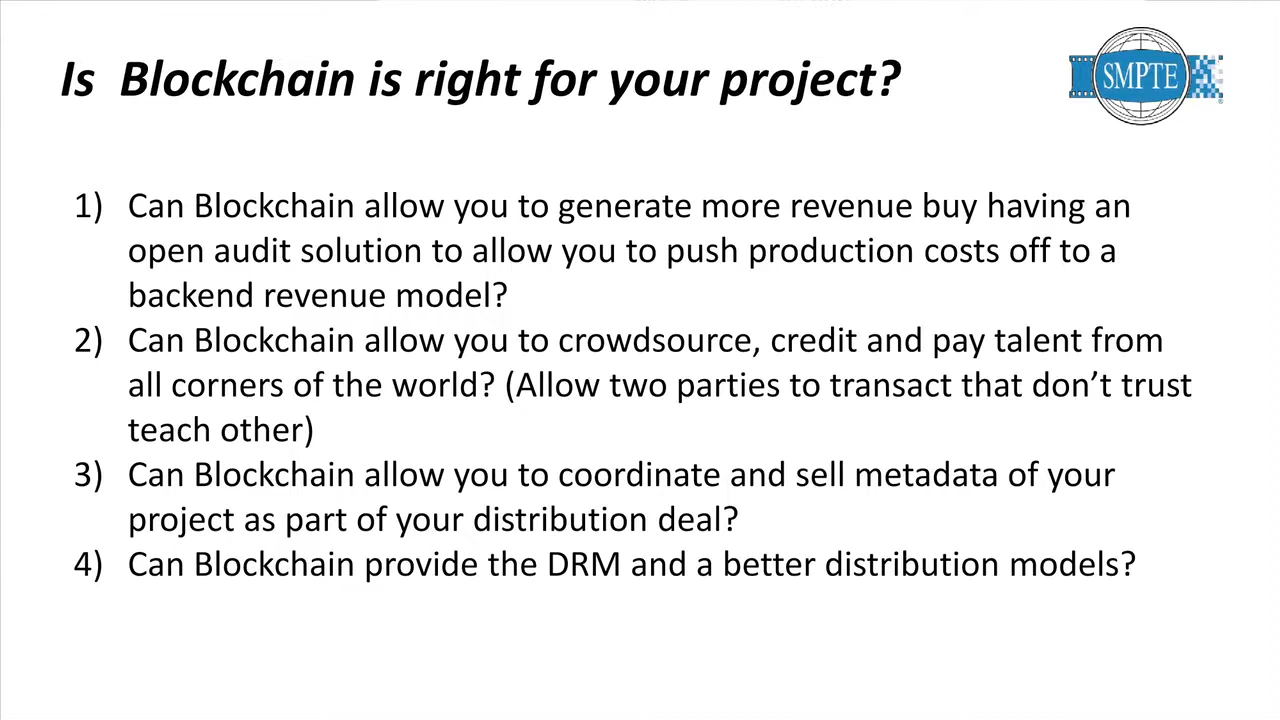 Is  Blockchain is right for your project?
SMPTE
1) Can Blockchain allow you to generate more revenue buy having an
open audit solution to allow you to push production costs off to a
backend revenue model?
2) Can Blockchain allow you to crowdsource, credit and pay talent from
all corners of the world? (Allow two parties to transact that don’t trust
teach other)
3) Can Blockchain allow you to coordinate and sell metadata of your
project as part of your distribution deal?
4) Can Blockchain provide the DRM and a better distribution models?